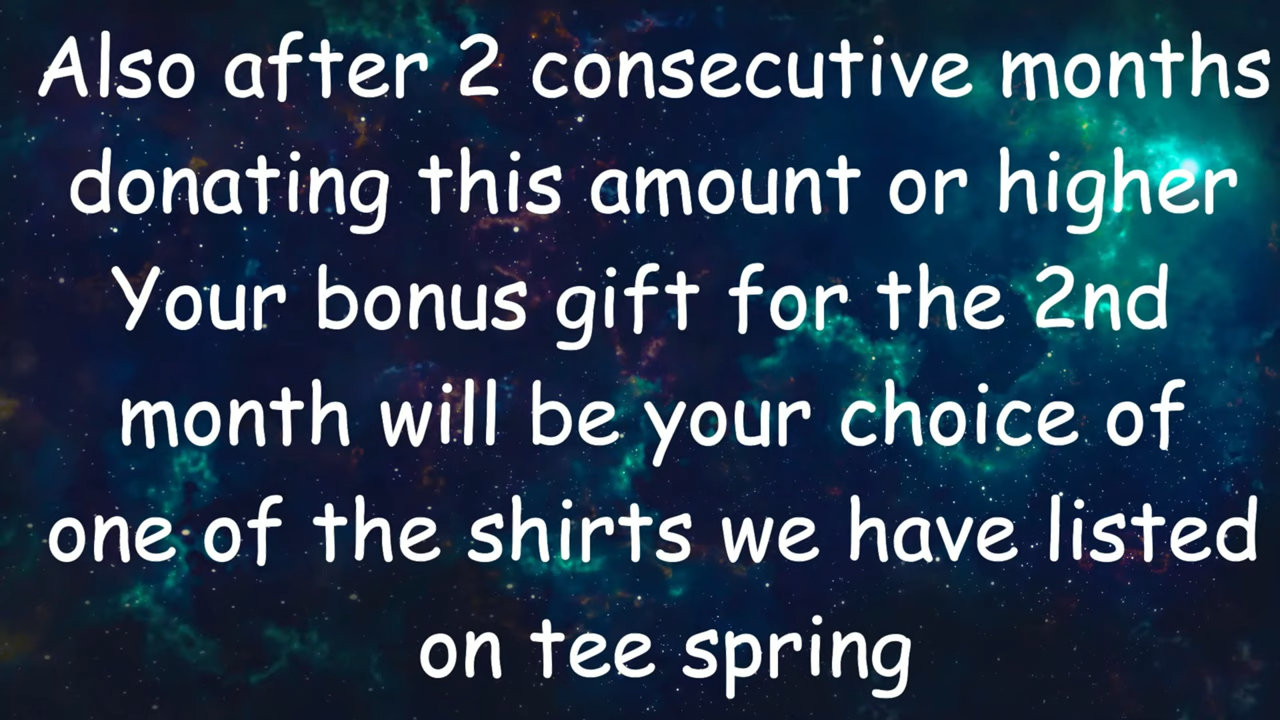 Also after 2 consecutive months
donating this amount or higher
Your bonus gift for the 2nd
month will be your choice of
one of the shirts we have listed
on tee spring